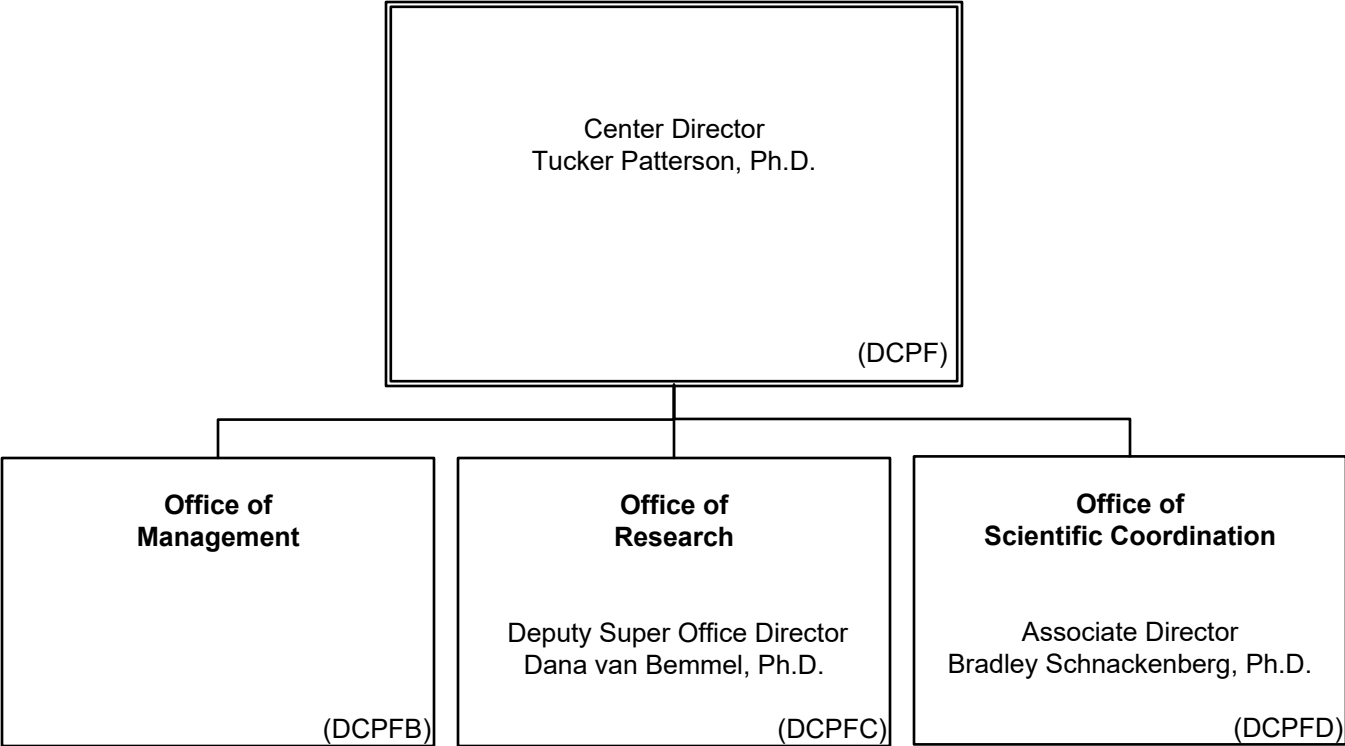 Center Director
Tucker Patterson, Ph.D.
(DCPF)
Office of
Management
(DCPFB)
Office of
Research
Deputy Super Office Director
Dana van Bemmel, Ph.D.
(DCPFC)
Office of
Scientific Coordination
Associate Director
Bradley Schnackenberg, Ph.D.
(DCPFD)